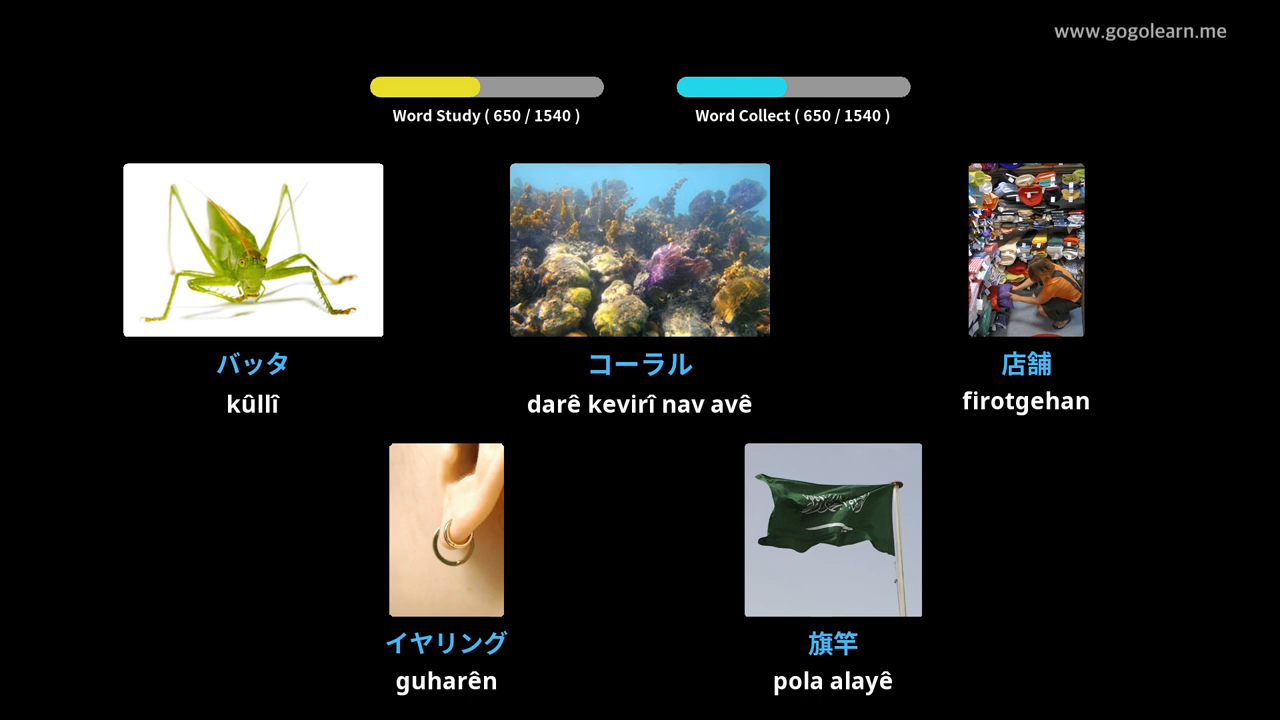 www.gogolearn.me
Word Study ( 650 / 1540 )
Word Collect ( 650 / 1540 )
バッタ
kûllî
コーラル
darê kevirî nav avê
店舗
firotgehan
イヤリング
guharên
旗竿
pola alayê